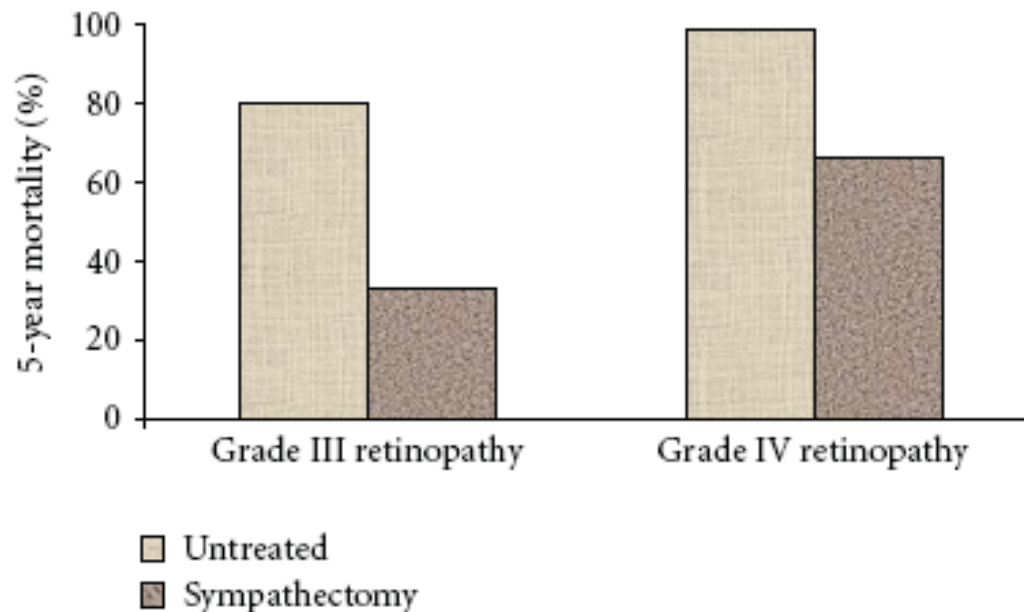 5-year mortality (%)
100
80
60
40
20
0
Grade III retinopathy
Grade IV retinopathy
Untreated
Sympathectomy